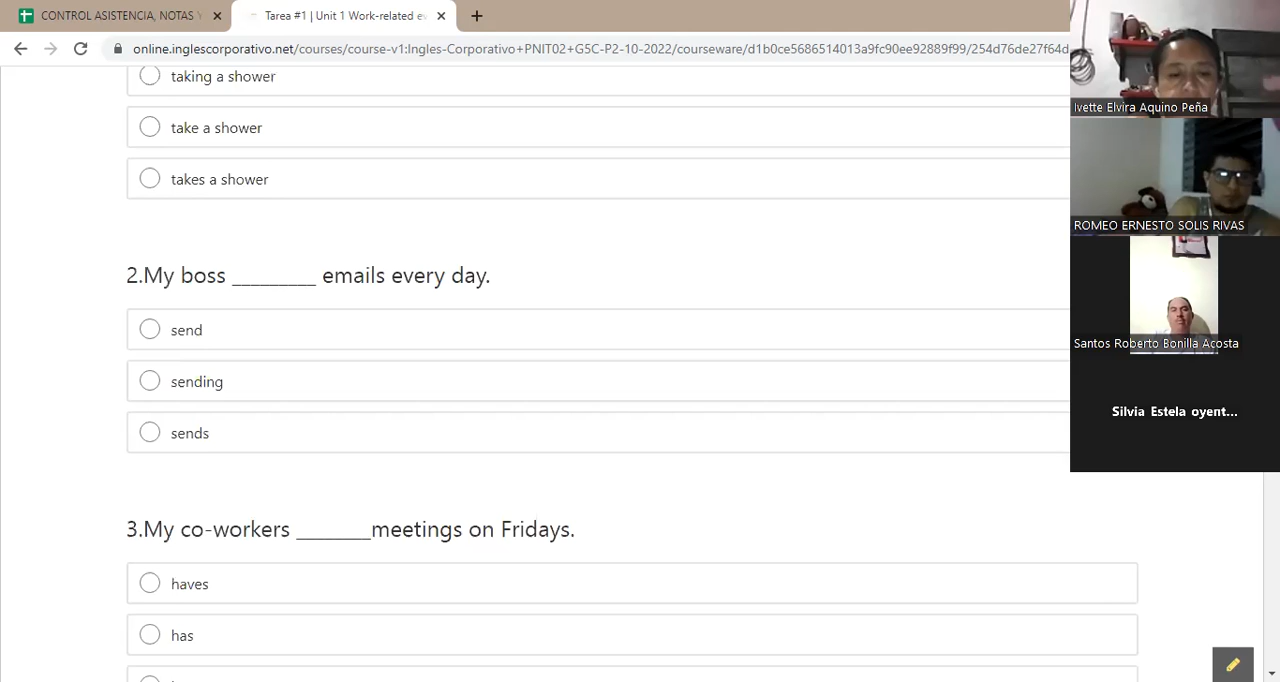 CONTROL ASISTENCIA, NOTAS Y
Tarea #1 | Unit 1 Work-related e
online.inglescorporativo.net/courses/course-v1:Ingles-Corporativo+PNIT02+G5C-P2-10-2022/courseware/d1b0ce5686514013a9fc90ee92889f99/254d76de27f64d
taking a shower
take a shower
takes a shower
2.My boss _________ emails every day.
send
sending
sends
3.My co-workers _______meetings on Fridays.
haves
has
Ivette Elvira Aquino Peña
ROMEO ERNESTO SOLIS RIVAS
Santos Roberto Bonilla Acosta
Silvia Estela oyent...